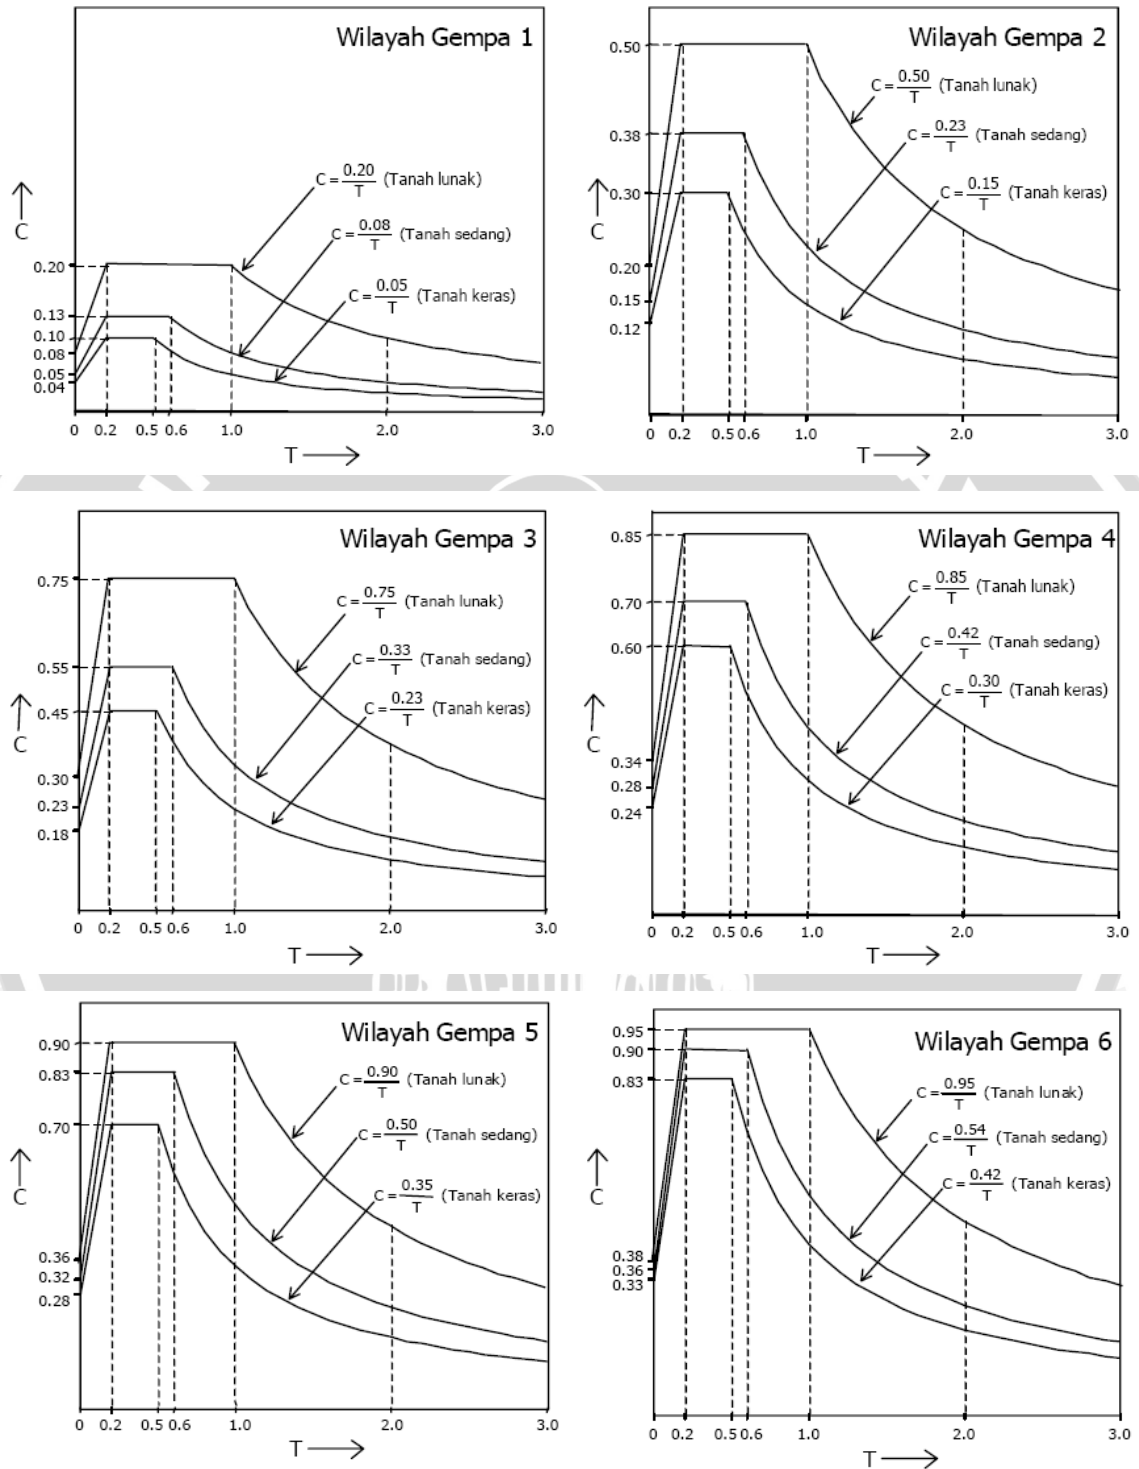 Wilayah Gempa 1
C = 0.20/T (Tanah lunak)
C = 0.08/T (Tanah sedang)
C = 0.05/T (Tanah keras)
C
0.20
0.13
0.10
0.08
0.05
0.04
0 0.2 0.5 0.6 1.0 2.0 3.0
T
Wilayah Gempa 2
C = 0.50/T (Tanah lunak)
C = 0.23/T (Tanah sedang)
C = 0.15/T (Tanah keras)
C
0.50
0.38
0.30
0.20
0.15
0.12
0 0.2 0.5 0.6 1.0 2.0 3.0
T
Wilayah Gempa 3
C = 0.75/T (Tanah lunak)
C = 0.33/T (Tanah sedang)
C = 0.23/T (Tanah keras)
C
0.75
0.55
0.45
0.30
0.23
0.18
0 0.2 0.5 0.6 1.0 2.0 3.0
T
Wilayah Gempa 4
C = 0.85/T (Tanah lunak)
C = 0.42/T (Tanah sedang)
C = 0.30/T (Tanah keras)
C
0.85
0.70
0.60
0.34
0.28
0.24
0 0.2 0.5 0.6 1.0 2.0 3.0
T
Wilayah Gempa 5
C = 0.90/T (Tanah lunak)
C = 0.50/T (Tanah sedang)
C = 0.35/T (Tanah keras)
C
0.90
0.83
0.70
0.36
0.32
0.28
0 0.2 0.5 0.6 1.0 2.0 3.0
T
Wilayah Gempa 6
C = 0.95/T (Tanah lunak)
C = 0.54/T (Tanah sedang)
C = 0.42/T (Tanah keras)
C
0.95
0.90
0.83
0.38
0.36
0.33
0 0.2 0.5 0.6 1.0 2.0 3.0
T